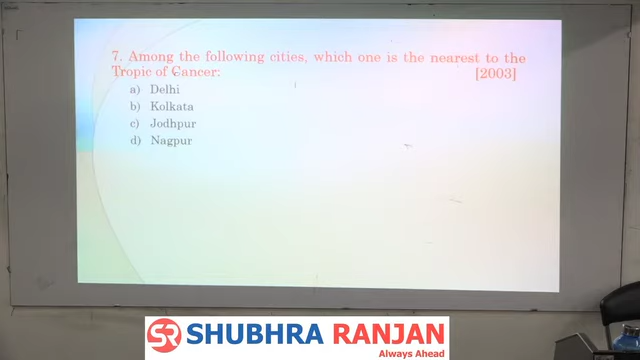 7. Among the following cities, which one is the nearest to the
Tropic of Cancer: [2003]
a) Delhi
b) Kolkata
c) Jodhpur
d) Nagpur
SR SHUBHRA RANJAN
Always Ahead